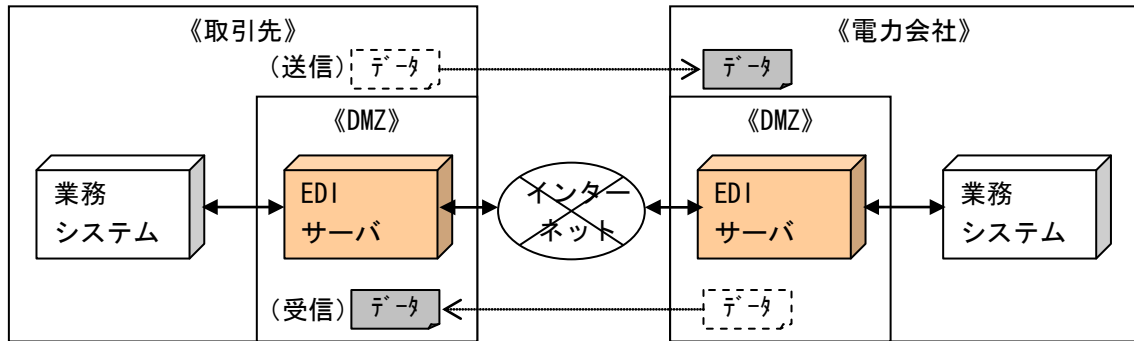 《取引先》
《電力会社》
(送信)
ﾃﾞｰﾀ
ﾃﾞｰﾀ
《DMZ》
《DMZ》
業務
システム
EDI
サーバ
インター
ネット
EDI
サーバ
業務
システム
(受信)
ﾃﾞｰﾀ
ﾃﾞｰﾀ